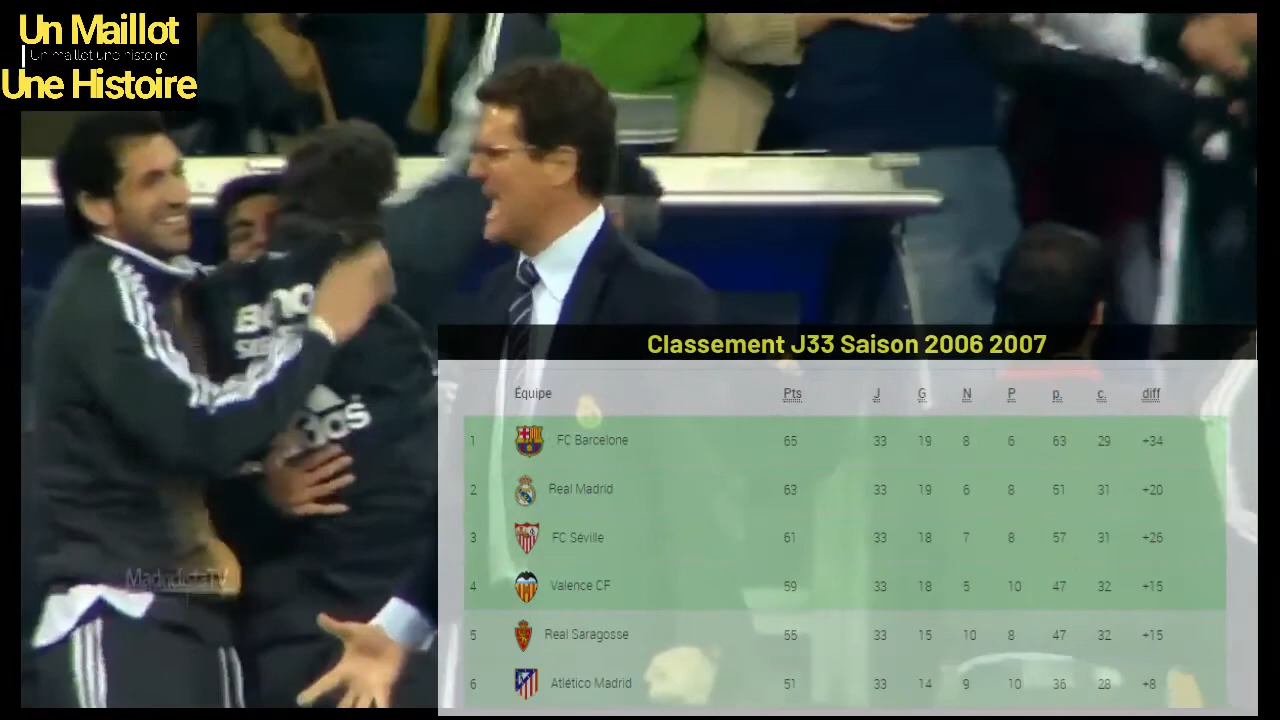 Un Maillot
Un maillot une histoire
Une Histoire
Classement J33 Saison 2006 2007
Équipe Pts J G N P p. c. diff
1 FC Barcelone 65 33 19 8 6 63 29 +34
2 Real Madrid 63 33 19 6 8 51 31 +20
3 FC Séville 61 33 18 7 8 57 31 +26
4 Valence CF 59 33 18 5 10 47 32 +15
5 Real Saragosse 55 33 15 10 8 47 32 +15
6 Atlético Madrid 51 33 14 9 10 36 28 +8
MadridistaTV